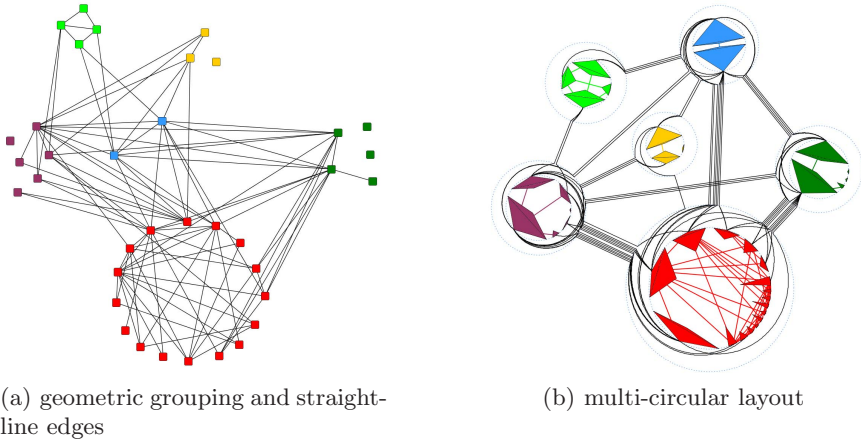 (a) geometric grouping and straight-
line edges
(b) multi-circular layout